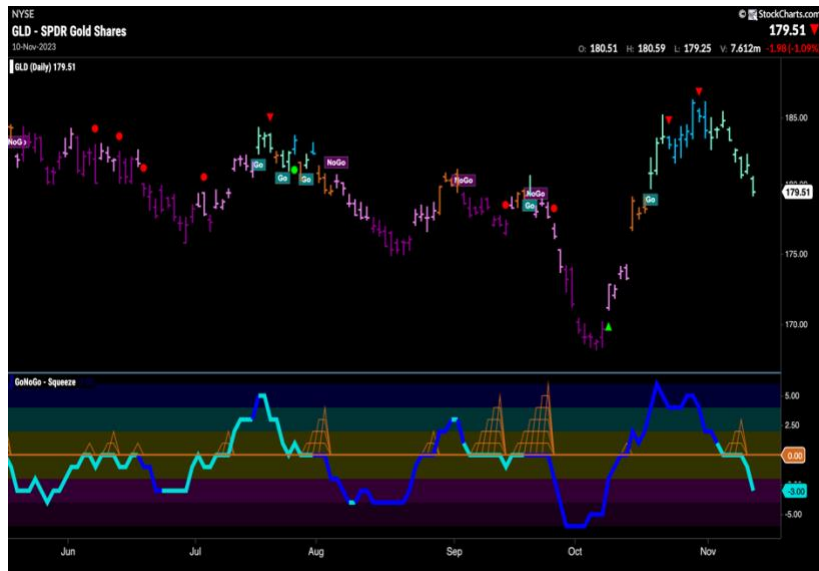 NYSE
© StockCharts.com
GLD - SPDR Gold Shares
179.51
10-Nov-2023
O: 180.51 H: 180.59 L: 179.25 V: 7.612m -1.98 (-1.09%)
GLD (Daily) 179.51
185.00
NoGo
Go
NoGo
Go
Go
NoGo
NoGo
Go
Go
180.00
179.51
175.00
170.00
GoNoGo - Squeeze
5.00
2.50
0.00
-3.00
-5.00
Jun Jul Aug Sep Oct Nov